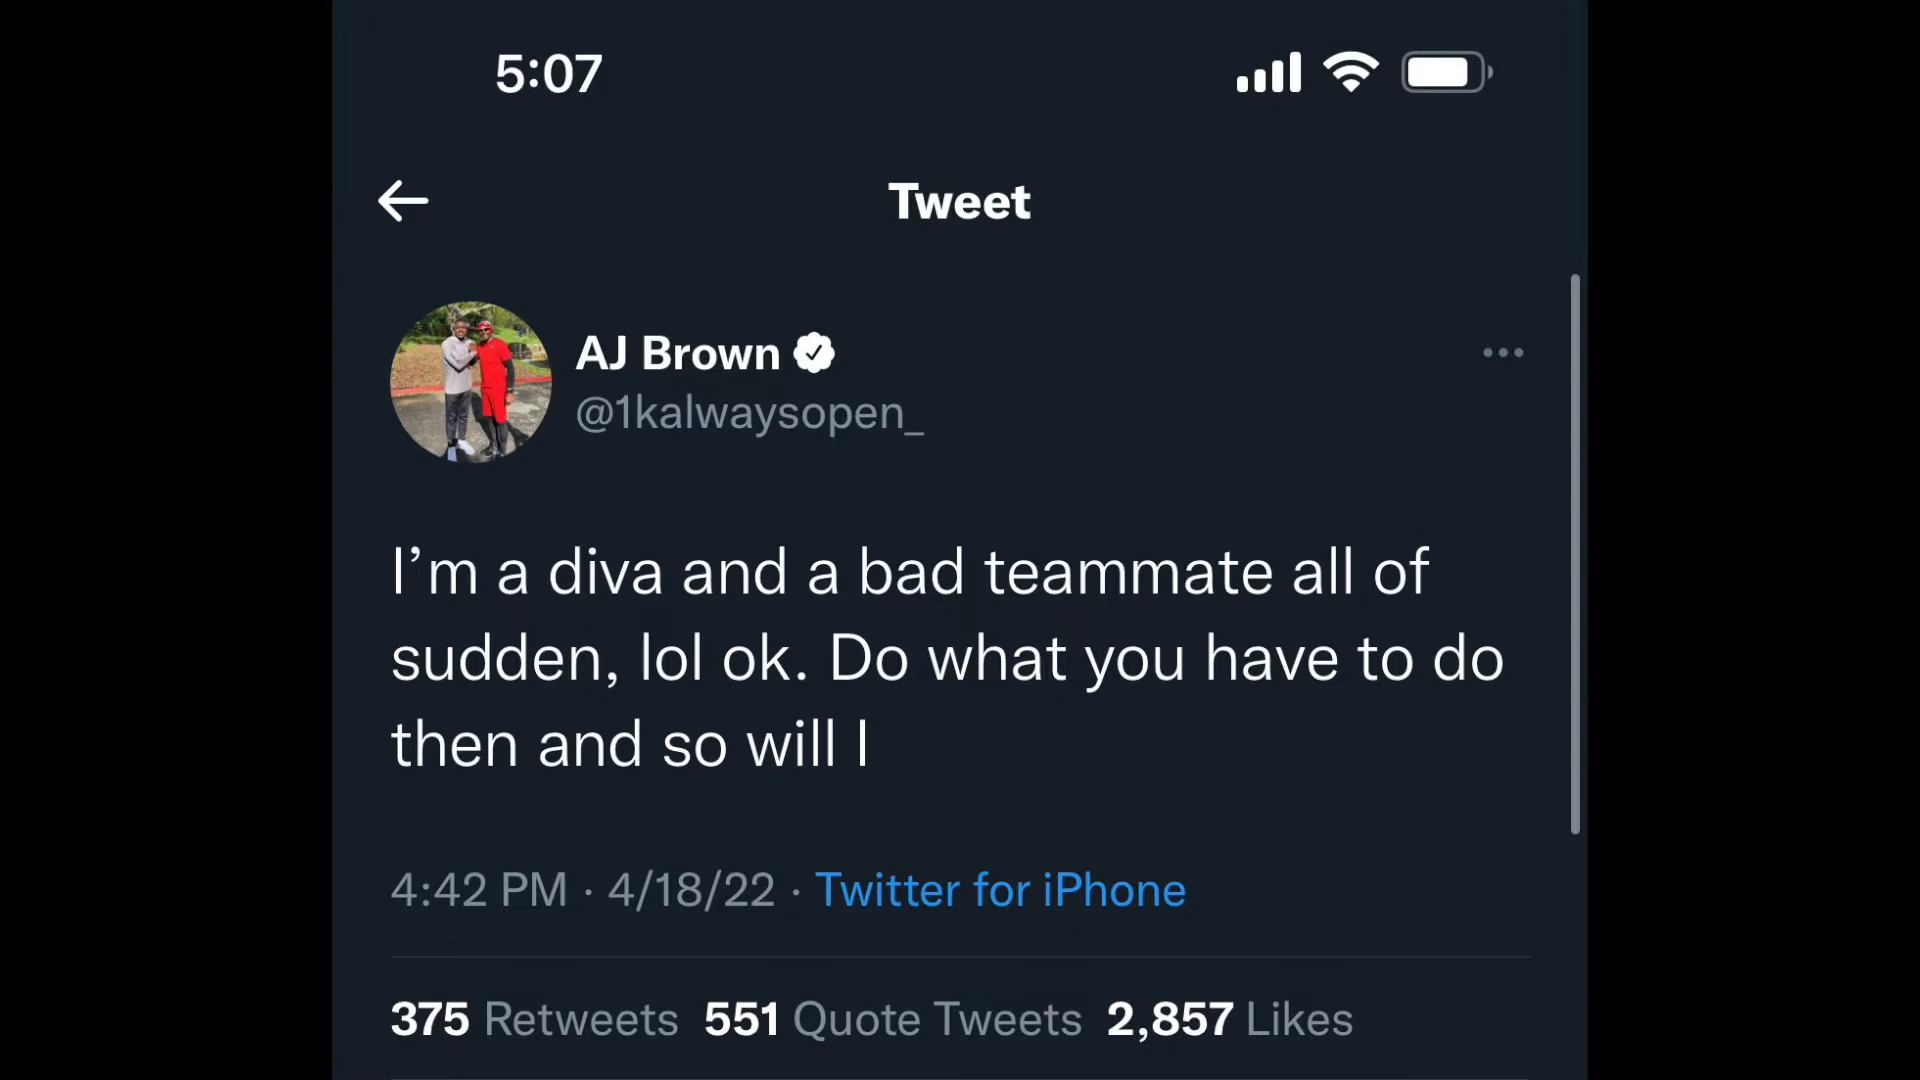 5:07
Tweet
AJ Brown
@1kalwaysopen_
I’m a diva and a bad teammate all of
sudden, lol ok. Do what you have to do
then and so will I
4:42 PM · 4/18/22 · Twitter for iPhone
375 Retweets 551 Quote Tweets 2,857 Likes